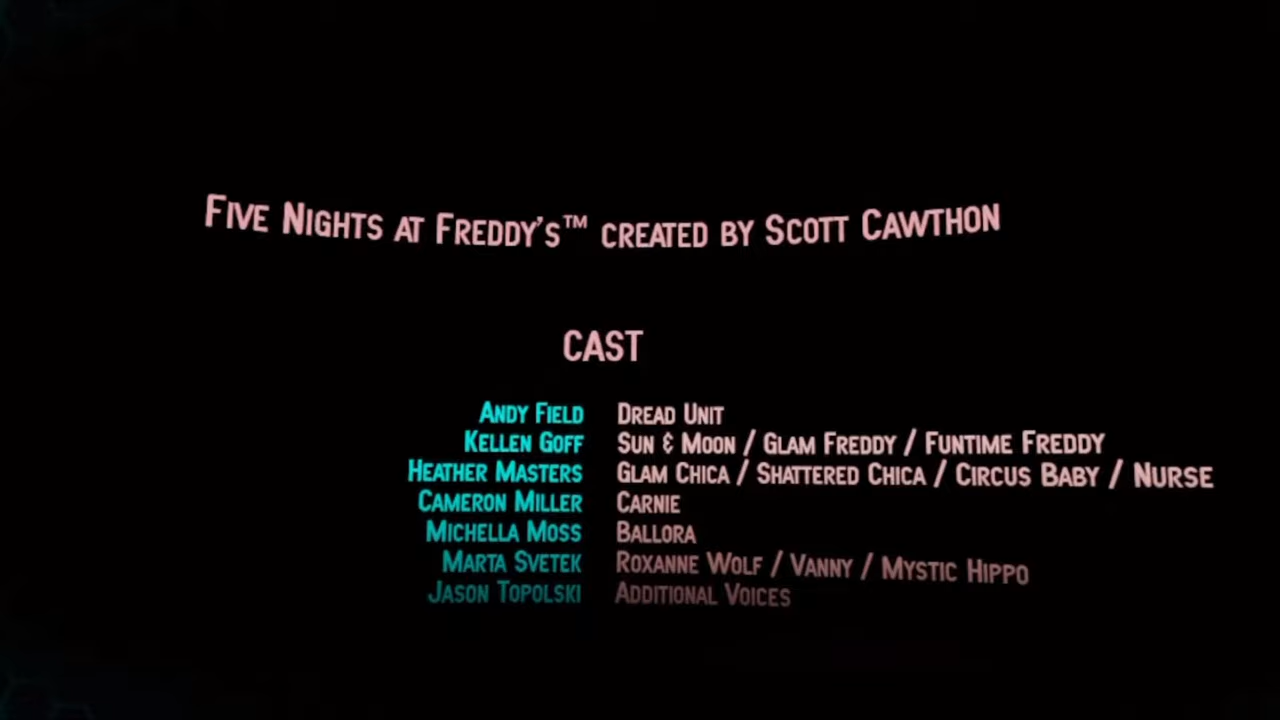 Five Nights at Freddy's™ created by Scott Cawthon
CAST
Andy Field Dread Unit
Kellen Goff Sun & Moon / Glam Freddy / Funtime Freddy
Heather Masters Glam Chica / Shattered Chica / Circus Baby / Nurse
Cameron Miller Carnie
Michella Moss Ballora
Marta Svetek Roxanne Wolf / Vanny / Mystic Hippo
Jason Topolski Additional Voices